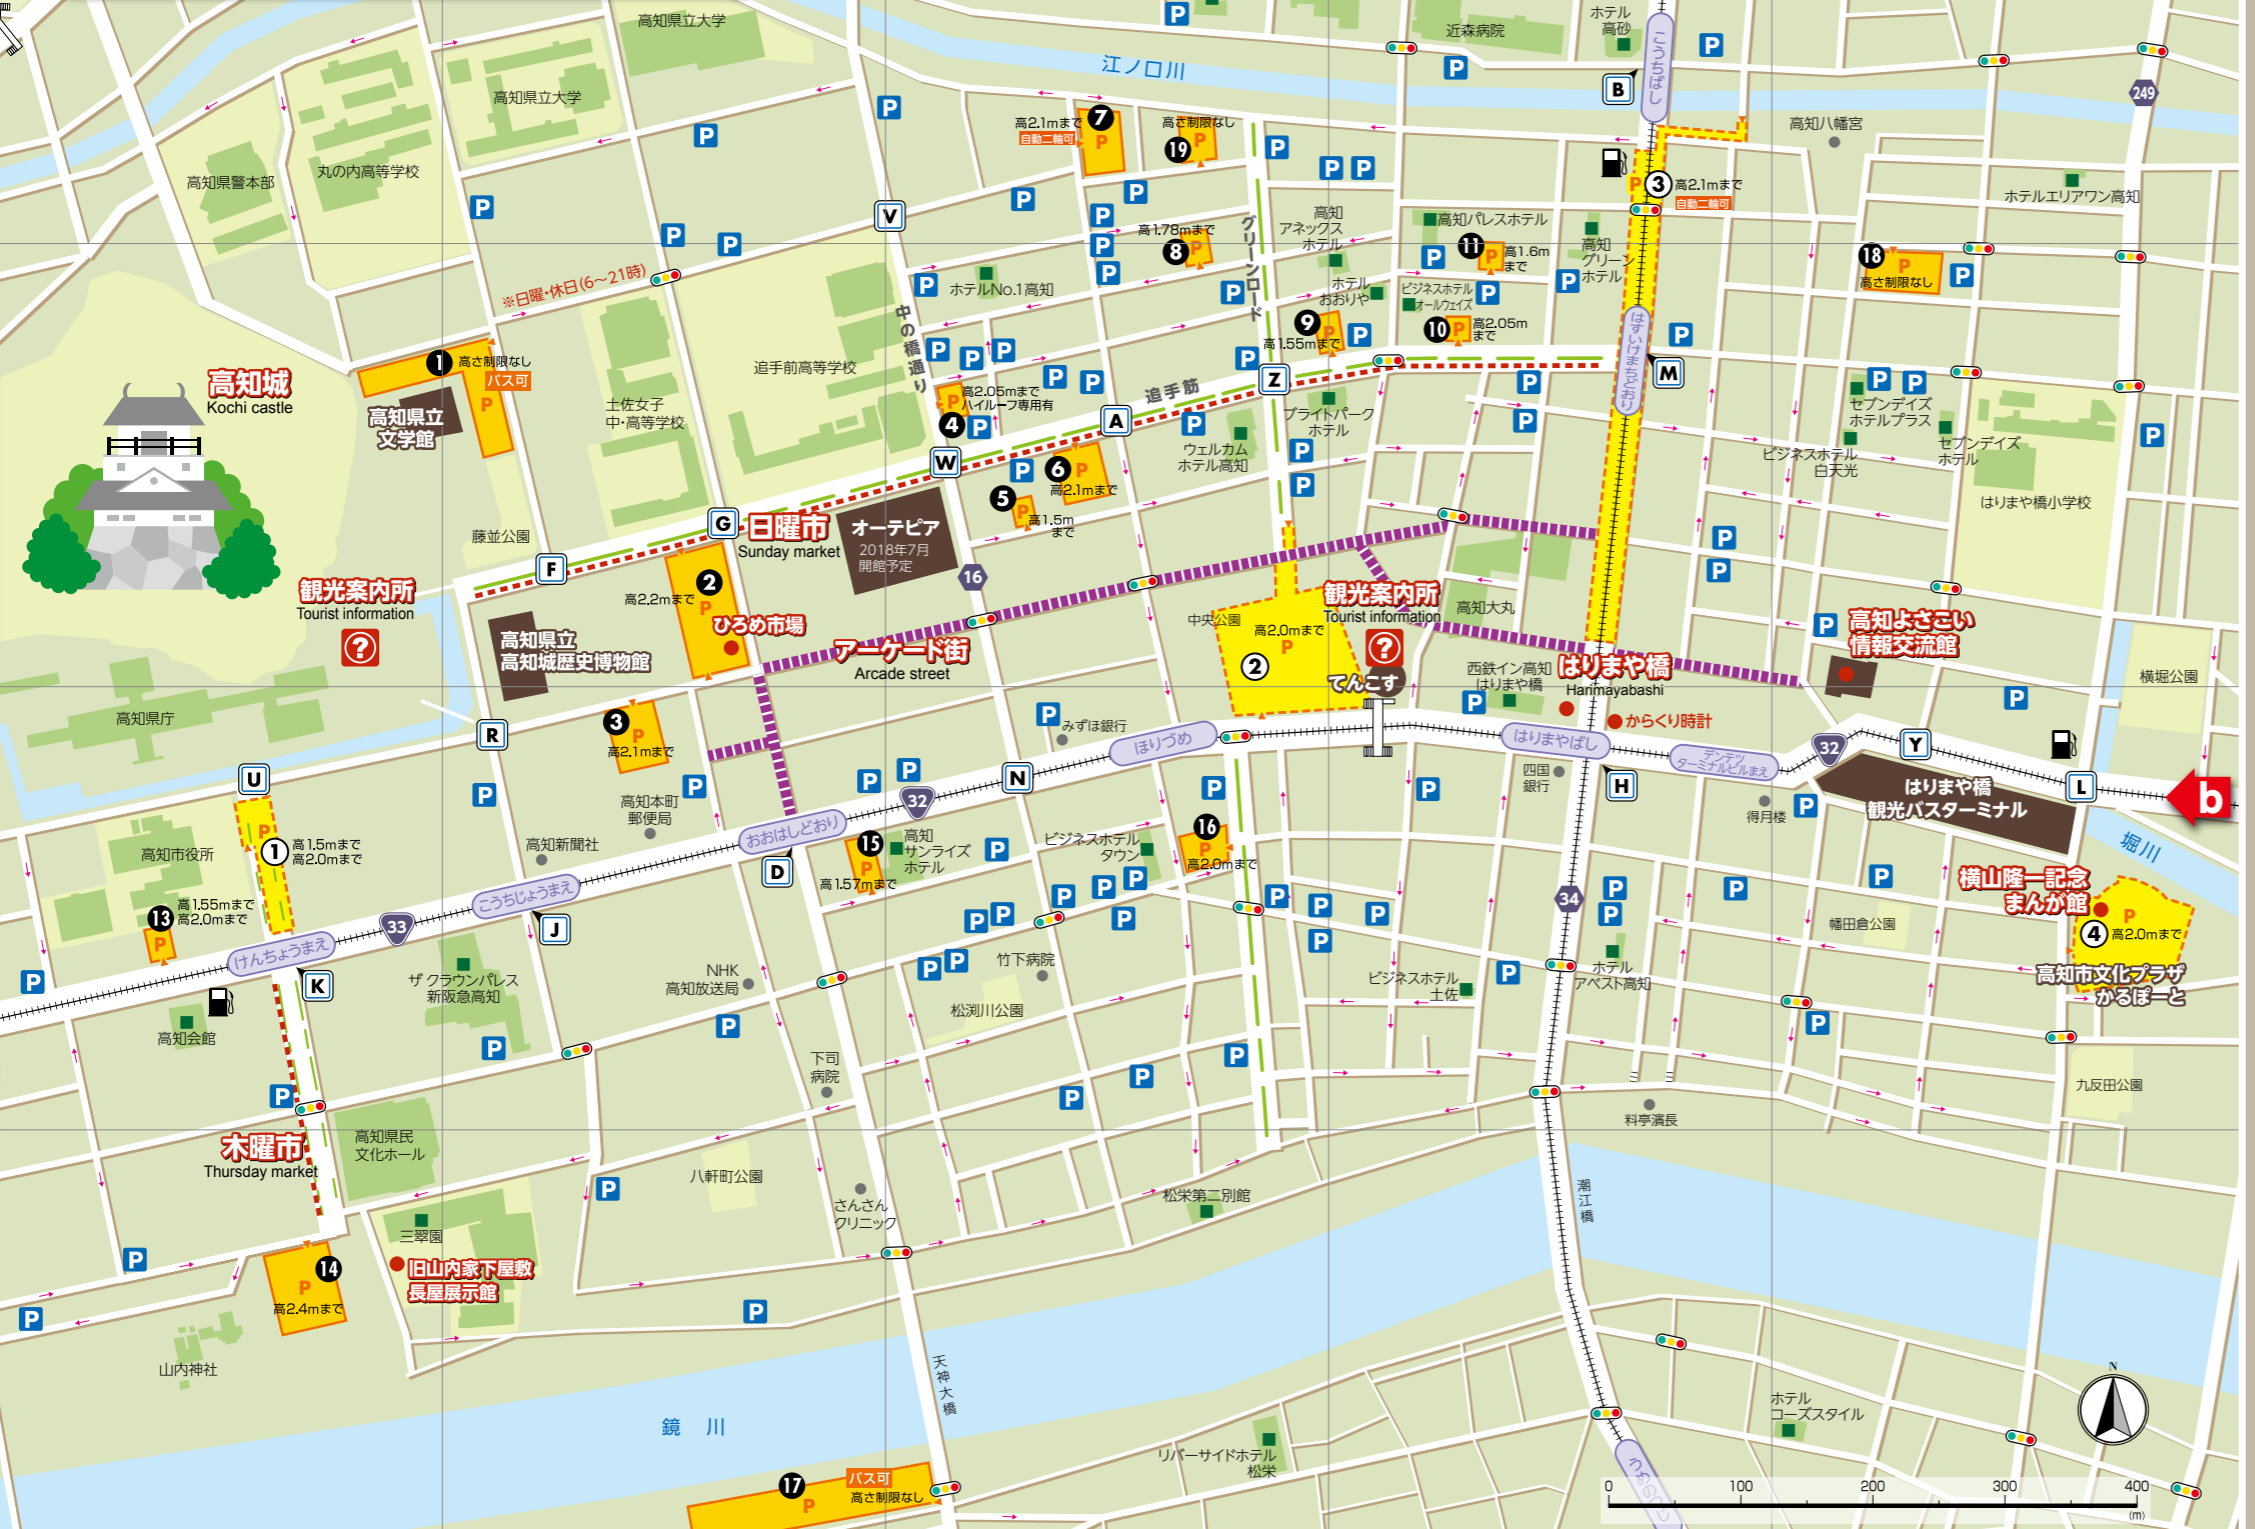 高知県立大学
江ノ口川
近森病院
ホテル
高砂
こうちばし
B
249
高知県立大学
丸の内高等学校
高知県警本部
高2.1mまで
自動二輪可
7
P
高さ制限なし
19
P
高知八幡宮
3
P
高2.1mまで
自動二輪可
ホテルエリアワン高知
V
グリーンロード
高1.78mまで
8
P
高知
アネックス
ホテル
高知パレスホテル
11
P
高1.6m
まで
高知
グリーン
ホテル
18
P
高さ制限なし
※日曜・休日(6〜21時)
ホテルNo.1高知
中の橋通り
ホテル
おおりや
ビジネスホテル
オールウェイズ
9
P
高1.55mまで
10
P
高2.05m
まで
はすいけまちどおり
M
1
高さ制限なし
バス可
P
高知城
Kochi castle
高知県立
文学館
土佐女子
中・高等学校
追手前高等学校
高2.05mまで
ハイルーフ専用有
4
P
追手筋
Z
A
W
ブライトパーク
ホテル
ウェルカム
ホテル高知
セブンデイズ
ホテルプラス
セブンデイズ
ホテル
ビジネスホテル
白天光
はりまや橋小学校
6
P
高2.1mまで
5
P
高1.5m
まで
藤並公園
F
G
日曜市
Sunday market
オーテピア
2018年7月
開館予定
16
観光案内所
Tourist information
?
2
高2.2mまで
P
ひろめ市場
高知県立
高知城歴史博物館
アーケード街
Arcade street
中央公園
高2.0mまで
P
2
観光案内所
Tourist information
?
てんこす
高知大丸
西鉄イン高知
はりまや橋
はりまや橋
Harimayabashi
からくり時計
高知よさこい
情報交流館
横堀公園
高知県庁
R
3
P
高2.1mまで
みずほ銀行
ほりづめ
はりまやばし
デンテツ
ターミナルビルまえ
32
Y
L
b
はりまや橋
観光バスターミナル
堀川
U
N
32
四国
銀行
H
得月楼
高知市役所
P
1
高1.5mまで
高2.0mまで
高知本町
郵便局
高知新聞社
おおはしどおり
D
15
P
高1.57mまで
高知
サンライズ
ホテル
ビジネスホテル
タウン
16
P
高2.0mまで
34
横山隆一記念
まんが館
4
P
高2.0mまで
高知市文化プラザ
かるぽーと
幡田倉公園
13
高1.55mまで
高2.0mまで
P
けんちょうまえ
33
こうちじょうまえ
J
K
ザ クラウンパレス
新阪急高知
NHK
高知放送局
竹下病院
松渕川公園
ビジネスホテル
土佐
ホテル
アベスト高知
高知会館
下司
病院
九反田公園
料亭濱長
木曜市
Thursday market
高知県民
文化ホール
八軒町公園
さんさん
クリニック
松栄第二別館
潮江橋
三翠園
旧山内家下屋敷
長屋展示館
14
P
高2.4mまで
山内神社
天神大橋
鏡 川
リバーサイドホテル
松栄
ホテル
コーズスタイル
17
バス可
P
高さ制限なし
N
0
100
200
300
400
(m)